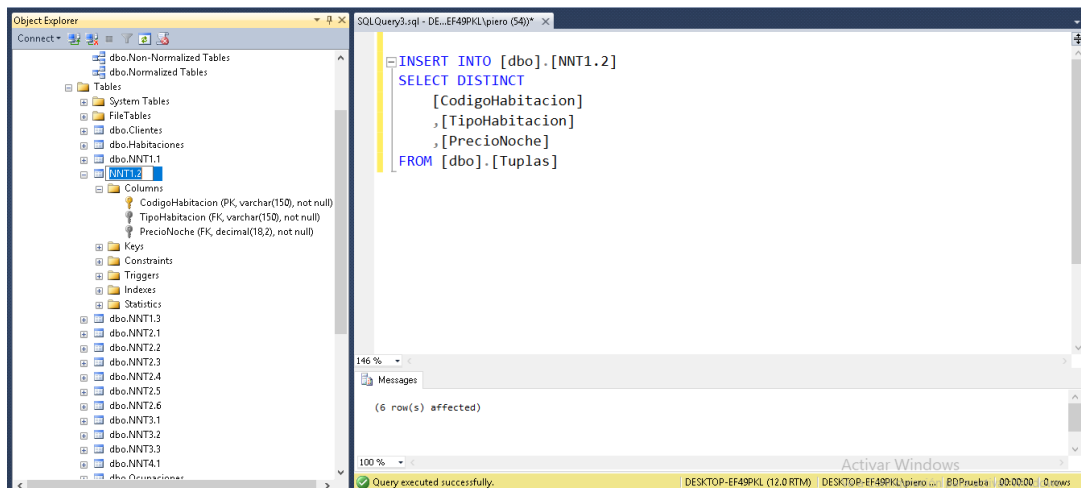 Object Explorer
Connect
dbo.Non-Normalized Tables
dbo.Normalized Tables
Tables
System Tables
FileTables
dbo.Clientes
dbo.Habitaciones
dbo.NNT1.1
NNT1.2
Columns
CodigoHabitacion (PK, varchar(150), not null)
TipoHabitacion (FK, varchar(150), not null)
PrecioNoche (FK, decimal(18,2), not null)
Keys
Constraints
Triggers
Indexes
Statistics
dbo.NNT1.3
dbo.NNT2.1
dbo.NNT2.2
dbo.NNT2.3
dbo.NNT2.4
dbo.NNT2.5
dbo.NNT2.6
dbo.NNT3.1
dbo.NNT3.2
dbo.NNT3.3
dbo.NNT4.1
dbo.Ocupaciones
SQLQuery3.sql - DE...EF49PKL\piero (54))*
INSERT INTO [dbo].[NNT1.2]
SELECT DISTINCT
[CodigoHabitacion]
,[TipoHabitacion]
,[PrecioNoche]
FROM [dbo].[Tuplas]
146 %
Messages
(6 row(s) affected)
100 %
Activar Windows
Query executed successfully.
DESKTOP-EF49PKL (12.0 RTM) DESKTOP-EF49PKL\piero ... BDPrueba 00:00:00 0 rows